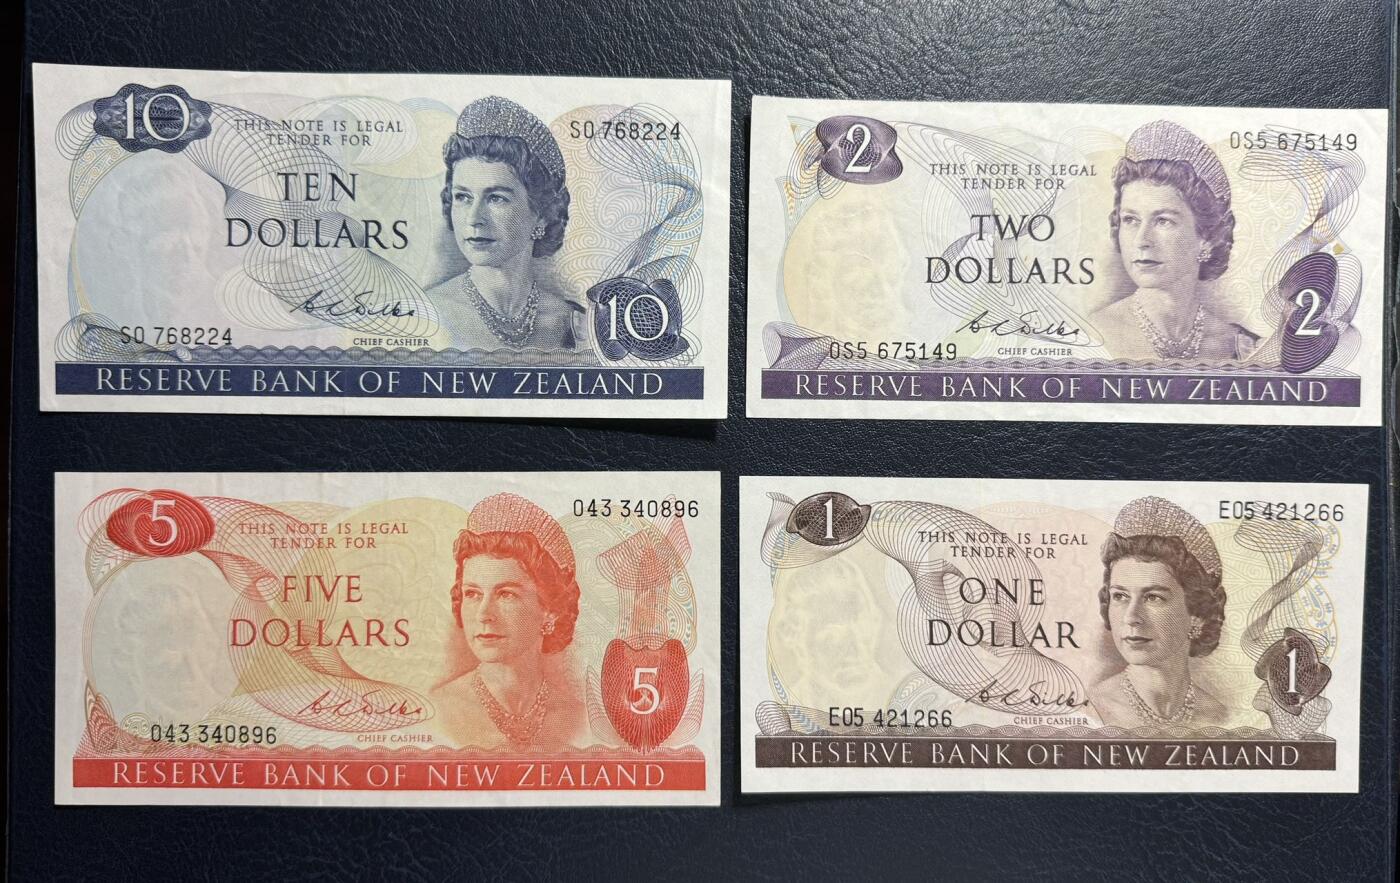 10
THIS NOTE IS LEGAL
TENDER FOR
TEN
DOLLARS
SO 768224
SO 768224
CHIEF CASHIER
10
RESERVE BANK OF NEW ZEALAND
2
THIS NOTE IS LEGAL
TENDER FOR
TWO
DOLLARS
0S5 675149
0S5 675149
CHIEF CASHIER
2
RESERVE BANK OF NEW ZEALAND
5
THIS NOTE IS LEGAL
TENDER FOR
FIVE
DOLLARS
043 340896
043 340896
CHIEF CASHIER
5
RESERVE BANK OF NEW ZEALAND
1
THIS NOTE IS LEGAL
TENDER FOR
ONE
DOLLAR
E05 421266
E05 421266
CHIEF CASHIER
1
RESERVE BANK OF NEW ZEALAND